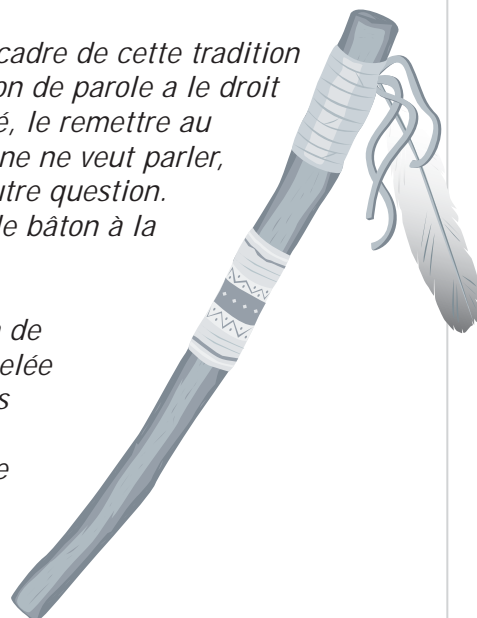 cadre de cette tradition
on de parole a le droit
é, le remettre au
ne ne veut parler,
utre question.
le bâton à la
de
elée
s
e